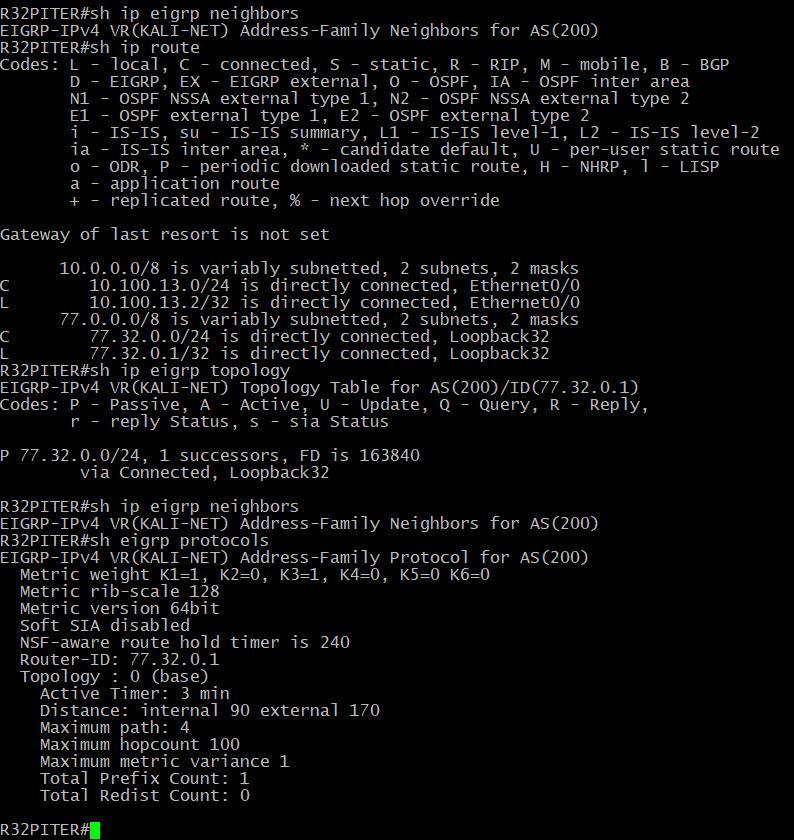 R32PITER#sh ip eigrp neighbors
EIGRP-IPv4 VR(KALI-NET) Address-Family Neighbors for AS(200)
R32PITER#sh ip route
Codes: L - local, C - connected, S - static, R - RIP, M - mobile, B - BGP
       D - EIGRP, EX - EIGRP external, O - OSPF, IA - OSPF inter area
       N1 - OSPF NSSA external type 1, N2 - OSPF NSSA external type 2
       E1 - OSPF external type 1, E2 - OSPF external type 2
       i - IS-IS, su - IS-IS summary, L1 - IS-IS level-1, L2 - IS-IS level-2
       ia - IS-IS inter area, * - candidate default, U - per-user static route
       o - ODR, P - periodic downloaded static route, H - NHRP, l - LISP
       a - application route
       + - replicated route, % - next hop override

Gateway of last resort is not set

      10.0.0.0/8 is variably subnetted, 2 subnets, 2 masks
C        10.100.13.0/24 is directly connected, Ethernet0/0
L        10.100.13.2/32 is directly connected, Ethernet0/0
      77.0.0.0/8 is variably subnetted, 2 subnets, 2 masks
C        77.32.0.0/24 is directly connected, Loopback32
L        77.32.0.1/32 is directly connected, Loopback32
R32PITER#sh ip eigrp topology
EIGRP-IPv4 VR(KALI-NET) Topology Table for AS(200)/ID(77.32.0.1)
Codes: P - Passive, A - Active, U - Update, Q - Query, R - Reply,
       r - reply Status, s - sia Status

P 77.32.0.0/24, 1 successors, FD is 163840
        via Connected, Loopback32

R32PITER#sh ip eigrp neighbors
EIGRP-IPv4 VR(KALI-NET) Address-Family Neighbors for AS(200)
R32PITER#sh eigrp protocols
EIGRP-IPv4 VR(KALI-NET) Address-Family Protocol for AS(200)
  Metric weight K1=1, K2=0, K3=1, K4=0, K5=0 K6=0
  Metric rib-scale 128
  Metric version 64bit
  Soft SIA disabled
  NSF-aware route hold timer is 240
  Router-ID: 77.32.0.1
  Topology : 0 (base)
    Active Timer: 3 min
    Distance: internal 90 external 170
    Maximum path: 4
    Maximum hopcount 100
    Maximum metric variance 1
    Total Prefix Count: 1
    Total Redist Count: 0

R32PITER#